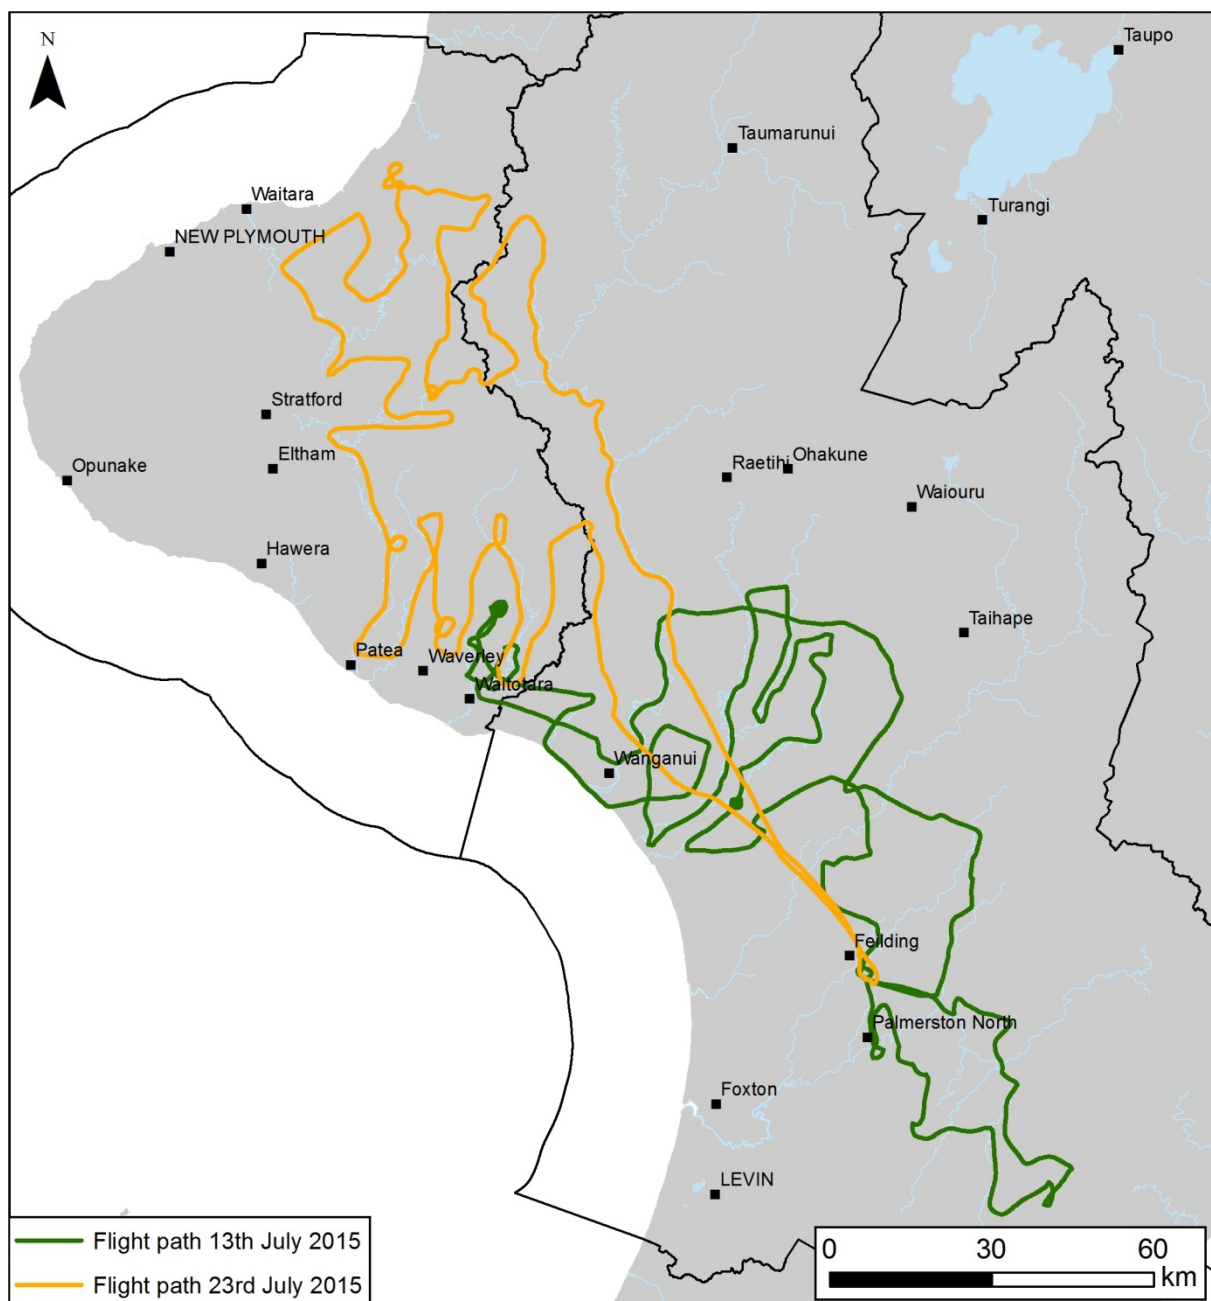 N
Taupo
Taumarunui
Waitara
Turangi
NEW PLYMOUTH
Stratford
Eltham
Opunake
Raetihi
Ohakune
Waiouru
Hawera
Taihape
Patea
Waverley
Waitotara
Wanganui
Feilding
Palmerston North
Foxton
LEVIN
Flight path 13th July 2015
Flight path 23rd July 2015
0 30 60
km